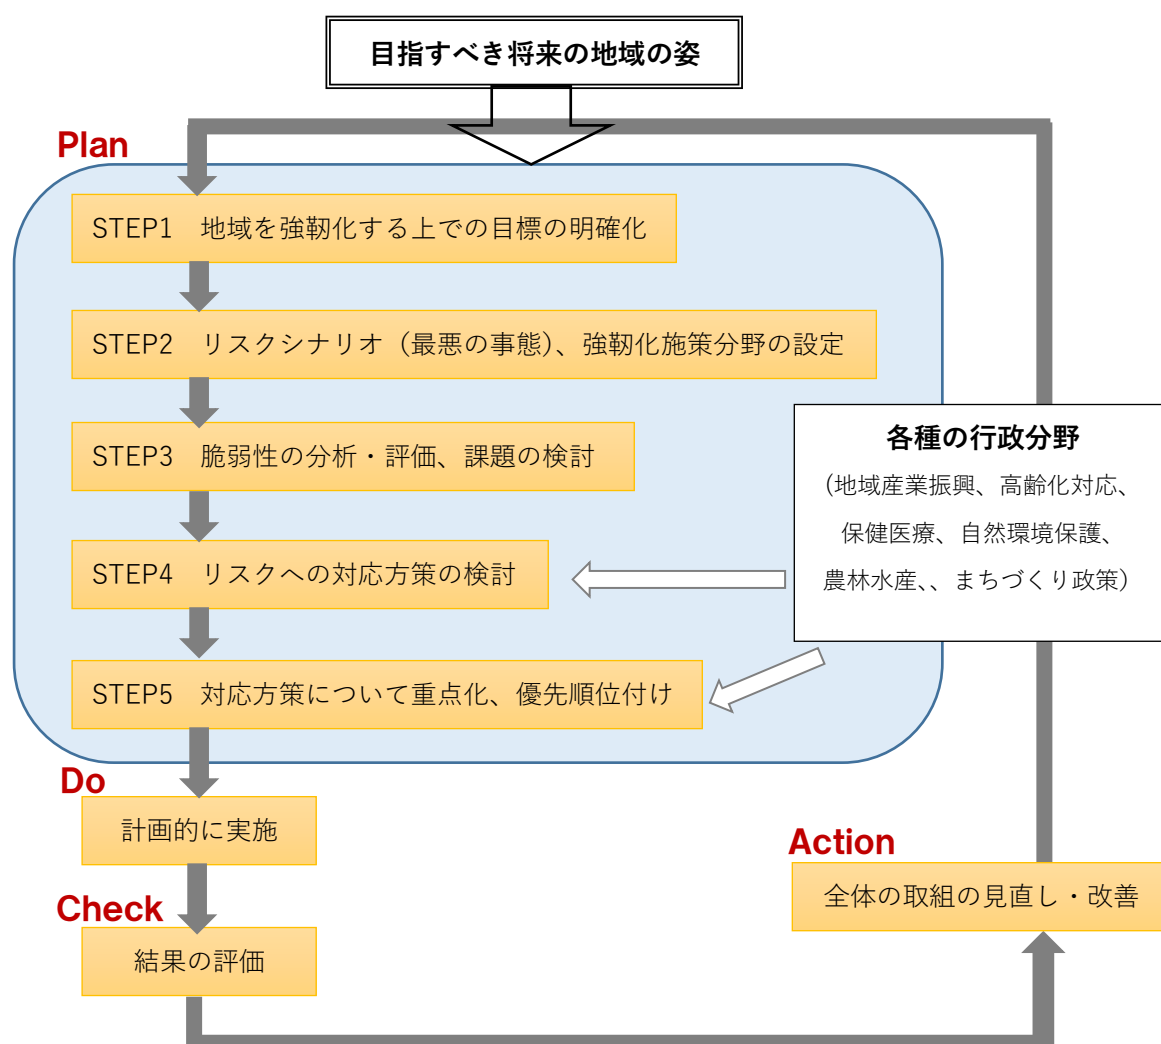 目指すべき将来の地域の姿
Plan
STEP1　地域を強靭化する上での目標の明確化
STEP2　リスクシナリオ（最悪の事態）、強靭化施策分野の設定
STEP3　脆弱性の分析・評価、課題の検討
STEP4　リスクへの対応方策の検討
STEP5　対応方策について重点化、優先順位付け
各種の行政分野
(地域産業振興、高齢化対応、
保健医療、自然環境保護、
農林水産、、まちづくり政策)
Do
計画的に実施
Check
結果の評価
Action
全体の取組の見直し・改善